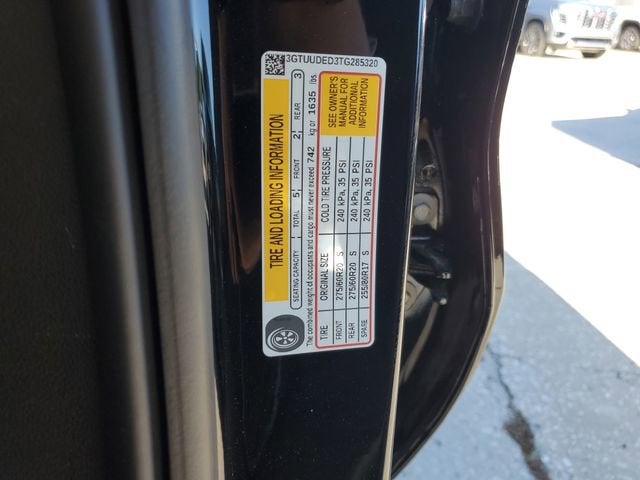 3GTUUDED3TG285320
TIRE AND LOADING INFORMATION
SEATING CAPACITY TOTAL 5 FRONT 2 REAR 3
The combined weight of occupants and cargo must never exceed 742 kg or 1635 lbs.
TIRE ORIGINAL SIZE COLD TIRE PRESSURE
FRONT 275/60R20 S 240 kPa, 35 PSI
REAR 275/60R20 S 240 kPa, 35 PSI
SPARE 255/80R17 S 240 kPa, 35 PSI
SEE OWNER'S
MANUAL FOR
ADDITIONAL
INFORMATION